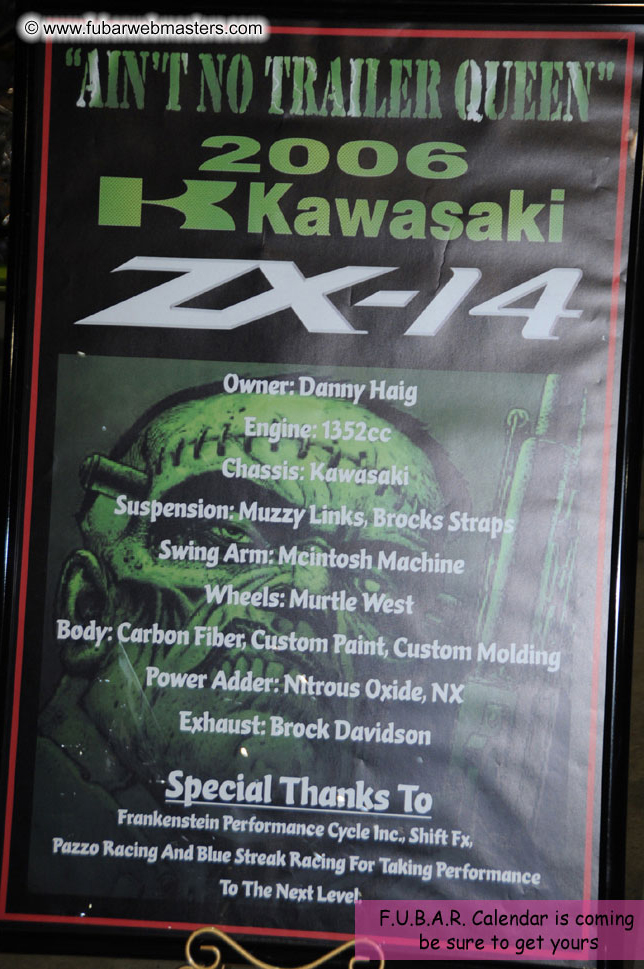 © www.fubarwebmasters.com
"AIN'T NO TRAILER QUEEN"
2006
Kawasaki
ZX-14
Owner: Danny Haig
Engine: 1352cc
Chassis: Kawasaki
Suspension: Muzzy Links, Brocks Straps
Swing Arm: Mcintosh Machine
Wheels: Murtle West
Body: Carbon Fiber, Custom Paint, Custom Molding
Power Adder: Nitrous Oxide, NX
Exhaust: Brock Davidson
Special Thanks To
Frankenstein Performance Cycle Inc., Shift Fx,
Pazzo Racing And Blue Streak Racing For Taking Performance
To The Next Level.
F.U.B.A.R. Calendar is coming
be sure to get yours